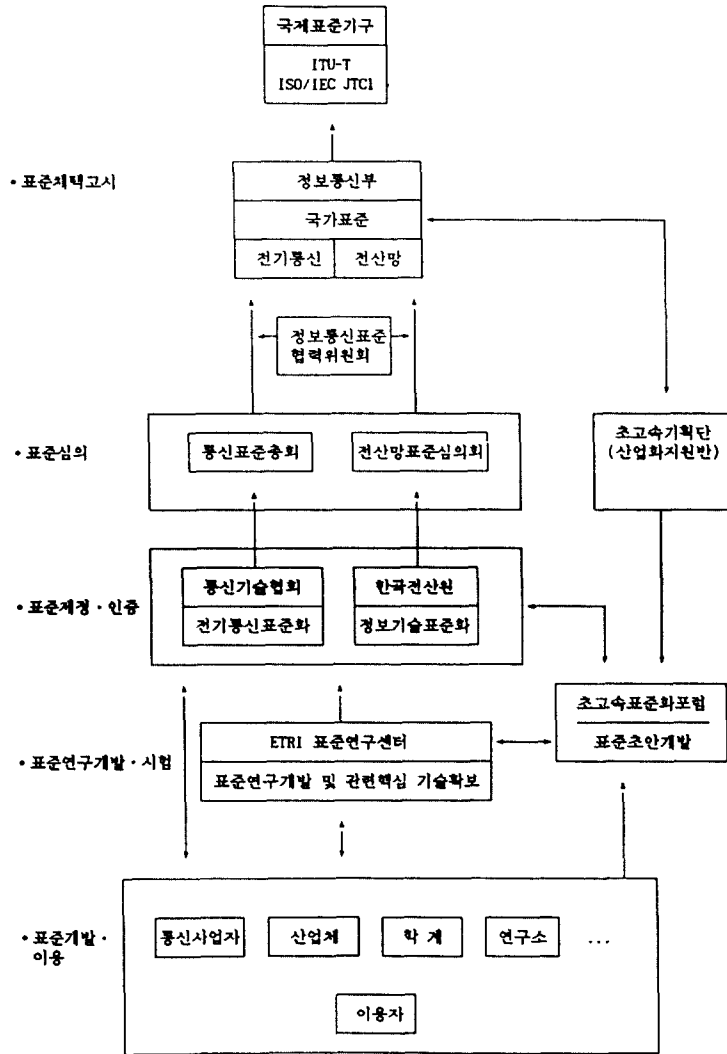 국제표준기구
ITU-T
ISO/IEC JTC1
• 표준채택고시
정보통신부
국가표준
전기통신
전산망
정보통신표준
협력위원회
• 표준심의
통신표준총회
전산망표준심의회
초고속기획단
(산업화지원반)
• 표준제정 · 인증
통신기술협회
전기통신표준화
한국전산원
정보기술표준화
초고속표준화포럼
표준초안개발
• 표준연구개발 · 시험
ETRI 표준연구센터
표준연구개발 및 관련핵심 기술확보
• 표준개발 ·
이용
통신사업자
산업체
학 계
연구소
...
이용자